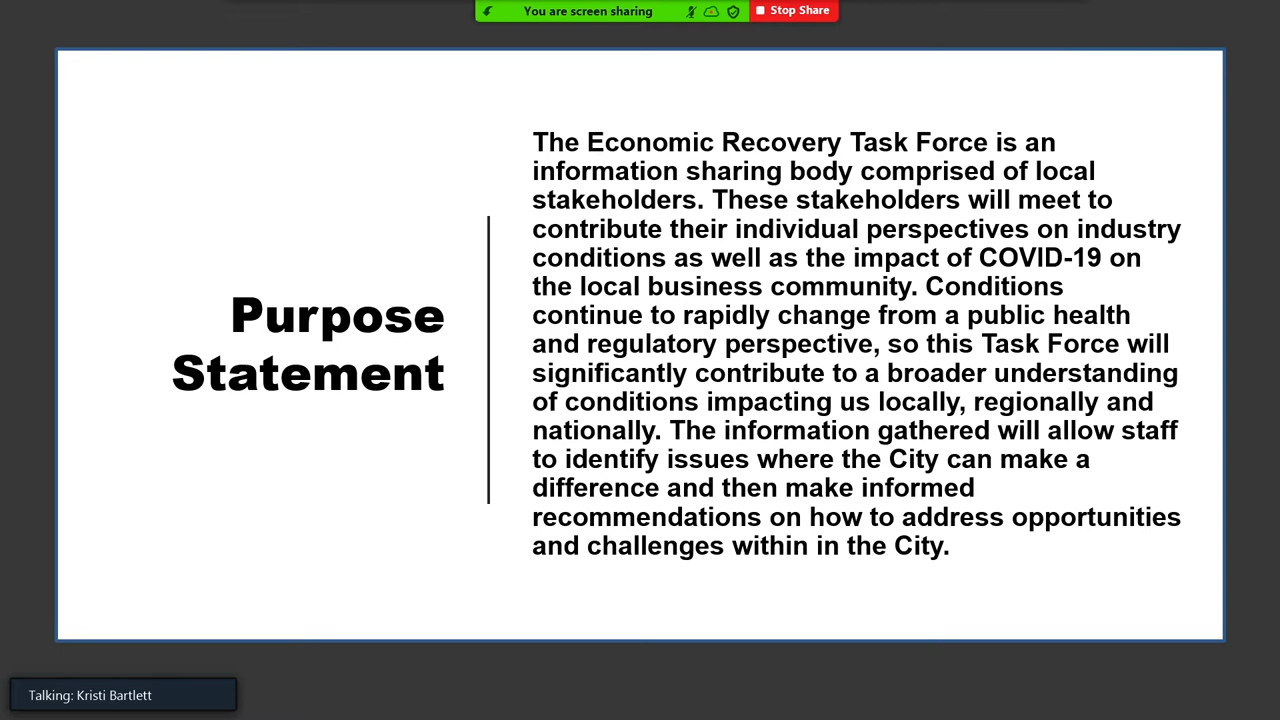 You are screen sharing
Stop Share
Purpose
Statement
The Economic Recovery Task Force is an
information sharing body comprised of local
stakeholders. These stakeholders will meet to
contribute their individual perspectives on industry
conditions as well as the impact of COVID-19 on
the local business community. Conditions
continue to rapidly change from a public health
and regulatory perspective, so this Task Force will
significantly contribute to a broader understanding
of conditions impacting us locally, regionally and
nationally. The information gathered will allow staff
to identify issues where the City can make a
difference and then make informed
recommendations on how to address opportunities
and challenges within in the City.
Talking: Kristi Bartlett